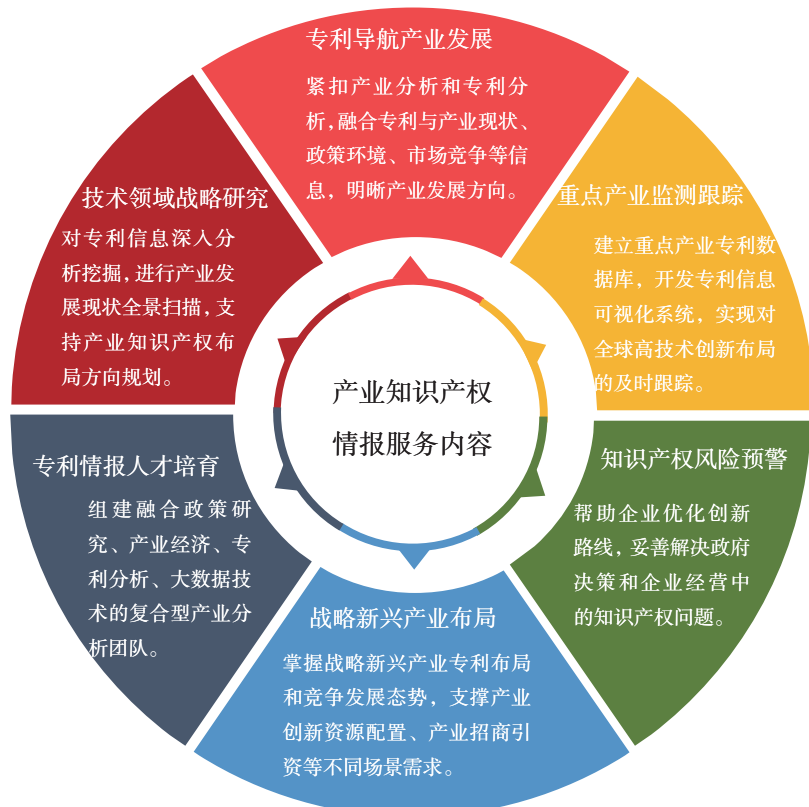 专利导航产业发展
紧扣产业分析和专利分
析，融合专利与产业现状、
政策环境、市场竞争等信
息，明晰产业发展方向。
重点产业监测跟踪
建立重点产业专利数
据库，开发专利信息
可视化系统，实现对
全球高技术创新布局
的及时跟踪。
知识产权风险预警
帮助企业优化创新
路线，妥善解决政府
决策和企业经营中
的知识产权问题。
战略新兴产业布局
掌握战略新兴产业专利布局
和竞争发展态势，支撑产业
创新资源配置、产业招商引
资等不同场景需求。
专利情报人才培育
组建融合政策研
究、产业经济、专
利分析、大数据技
术的复合型产业分
析团队。
技术领域战略研究
对专利信息深入分
析挖掘，进行产业发
展现状全景扫描，支
持产业知识产权布
局方向规划。
产业知识产权
情报服务内容